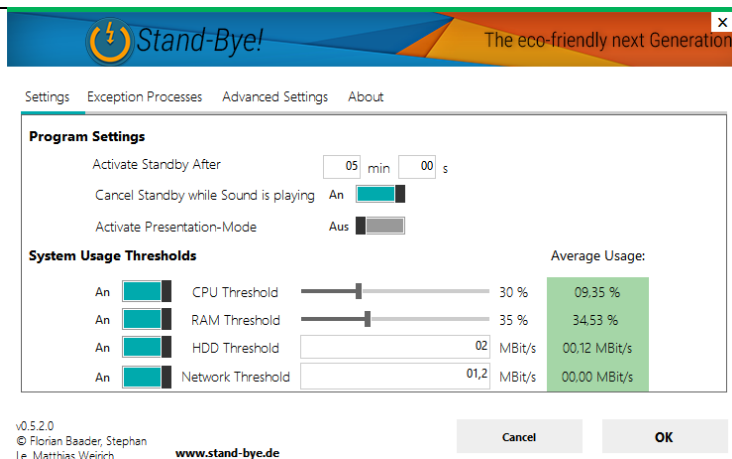 Stand-Bye!
The eco-friendly next Generation
x
Settings Exception Processes Advanced Settings About
Program Settings
Activate Standby After 05 min 00 s
Cancel Standby while Sound is playing An
Activate Presentation-Mode Aus
System Usage Thresholds Average Usage:
An CPU Threshold 30 % 09,35 %
An RAM Threshold 35 % 34,53 %
An HDD Threshold 02 MBit/s 00,12 MBit/s
An Network Threshold 01,2 MBit/s 00,00 MBit/s
v0.5.2.0
© Florian Baader, Stephan
Le, Matthias Weirich
www.stand-bye.de
Cancel OK